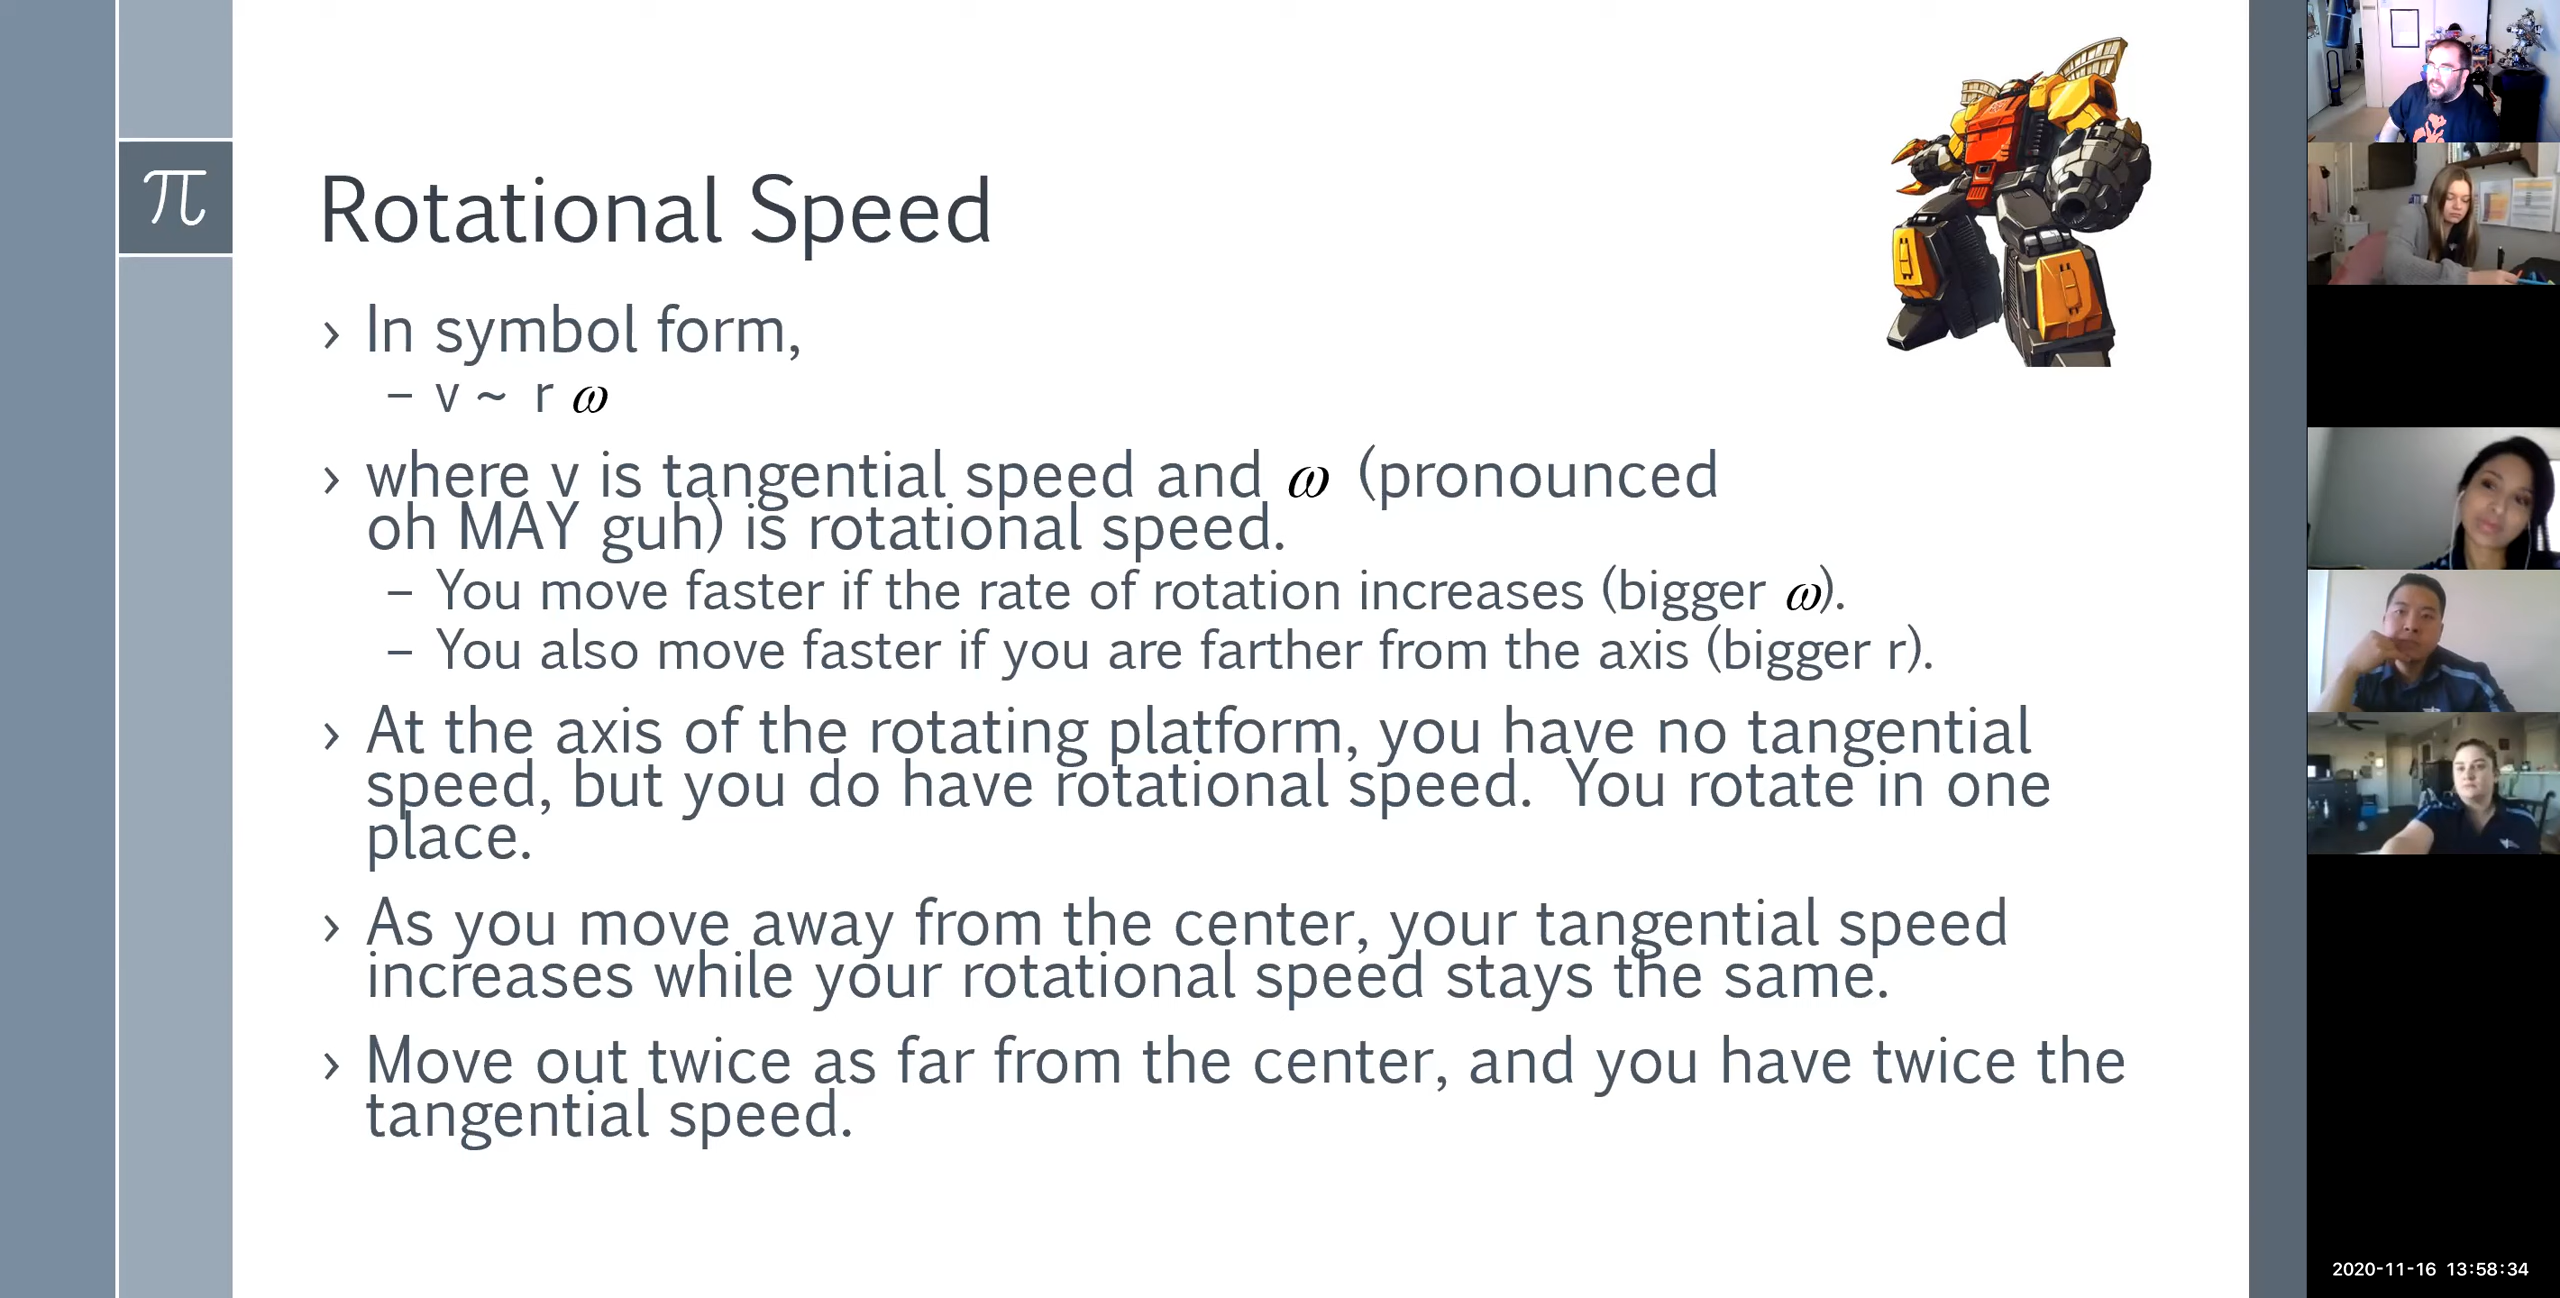 π
Rotational Speed
› In symbol form,
– v ~ r ω
› where v is tangential speed and ω (pronounced
oh MAY guh) is rotational speed.
– You move faster if the rate of rotation increases (bigger ω).
– You also move faster if you are farther from the axis (bigger r).
› At the axis of the rotating platform, you have no tangential
speed, but you do have rotational speed. You rotate in one
place.
› As you move away from the center, your tangential speed
increases while your rotational speed stays the same.
› Move out twice as far from the center, and you have twice the
tangential speed.
2020-11-16 13:58:34